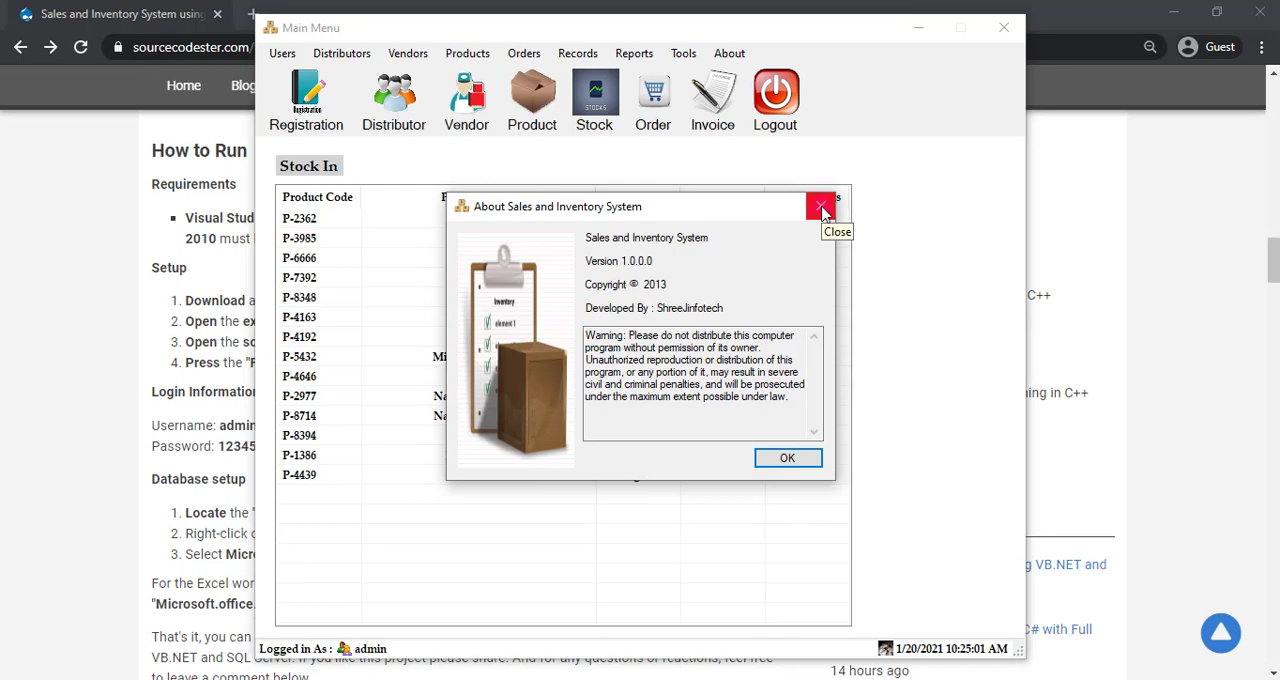 Sales and Inventory System using
sourcecodester.com/
Guest
Home
Blog
Main Menu
Users Distributors Vendors Products Orders Records Reports Tools About
Registration
Registration Distributor Vendor Product Stock Order Invoice Logout
STOCKS
Stock In
Product Code
P-2362
P-3985
P-6666
P-7392
P-8348
P-4163
P-4192
P-5432 Mi
P-4646
P-2977 Na
P-8714 Na
P-8394
P-1386
P-4439
About Sales and Inventory System
Close
Inventory
element 1
Sales and Inventory System
Version 1.0.0.0
Copyright © 2013
Developed By : ShreeJinfotech
Warning: Please do not distribute this computer
program without permission of its owner.
Unauthorized reproduction or distribution of this
program, or any portion of it, may result in severe
civil and criminal penalties, and will be prosecuted
under the maximum extent possible under law.
OK
Logged in As : admin
1/20/2021 10:25:01 AM
How to Run
Requirements
Visual Stud
2010 must
Setup
1. Download a
2. Open the ex
3. Open the so
4. Press the "F
Login Information
Username: admin
Password: 12345
Database setup
1. Locate the "
2. Right-click
3. Select Micr
For the Excel wor
"Microsoft.office.
That's it, you can
VB.NET and SQL Server. If you like this project please share. And for any questions or reactions, feel free
to leave a comment below.
C++
ing in C++
g VB.NET and
C# with Full
14 hours ago